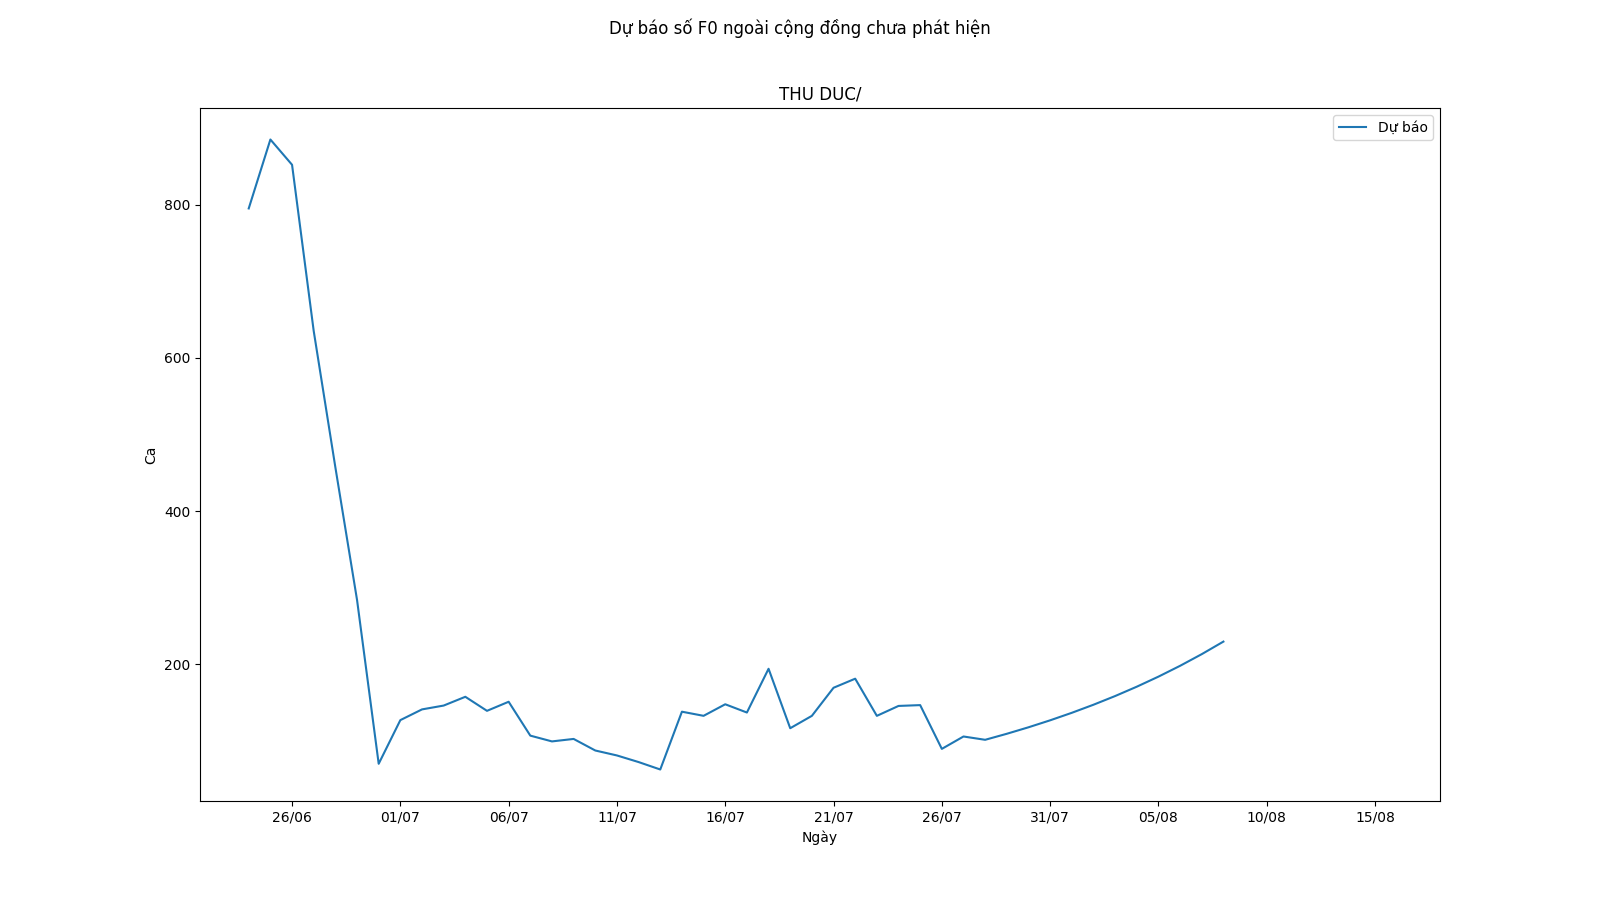 Dự báo số F0 ngoài cộng đồng chưa phát hiện
THU DUC/
Dự báo
800
600
400
200
Ca
26/06 01/07 06/07 11/07 16/07 21/07 26/07 31/07 05/08 10/08 15/08
Ngày